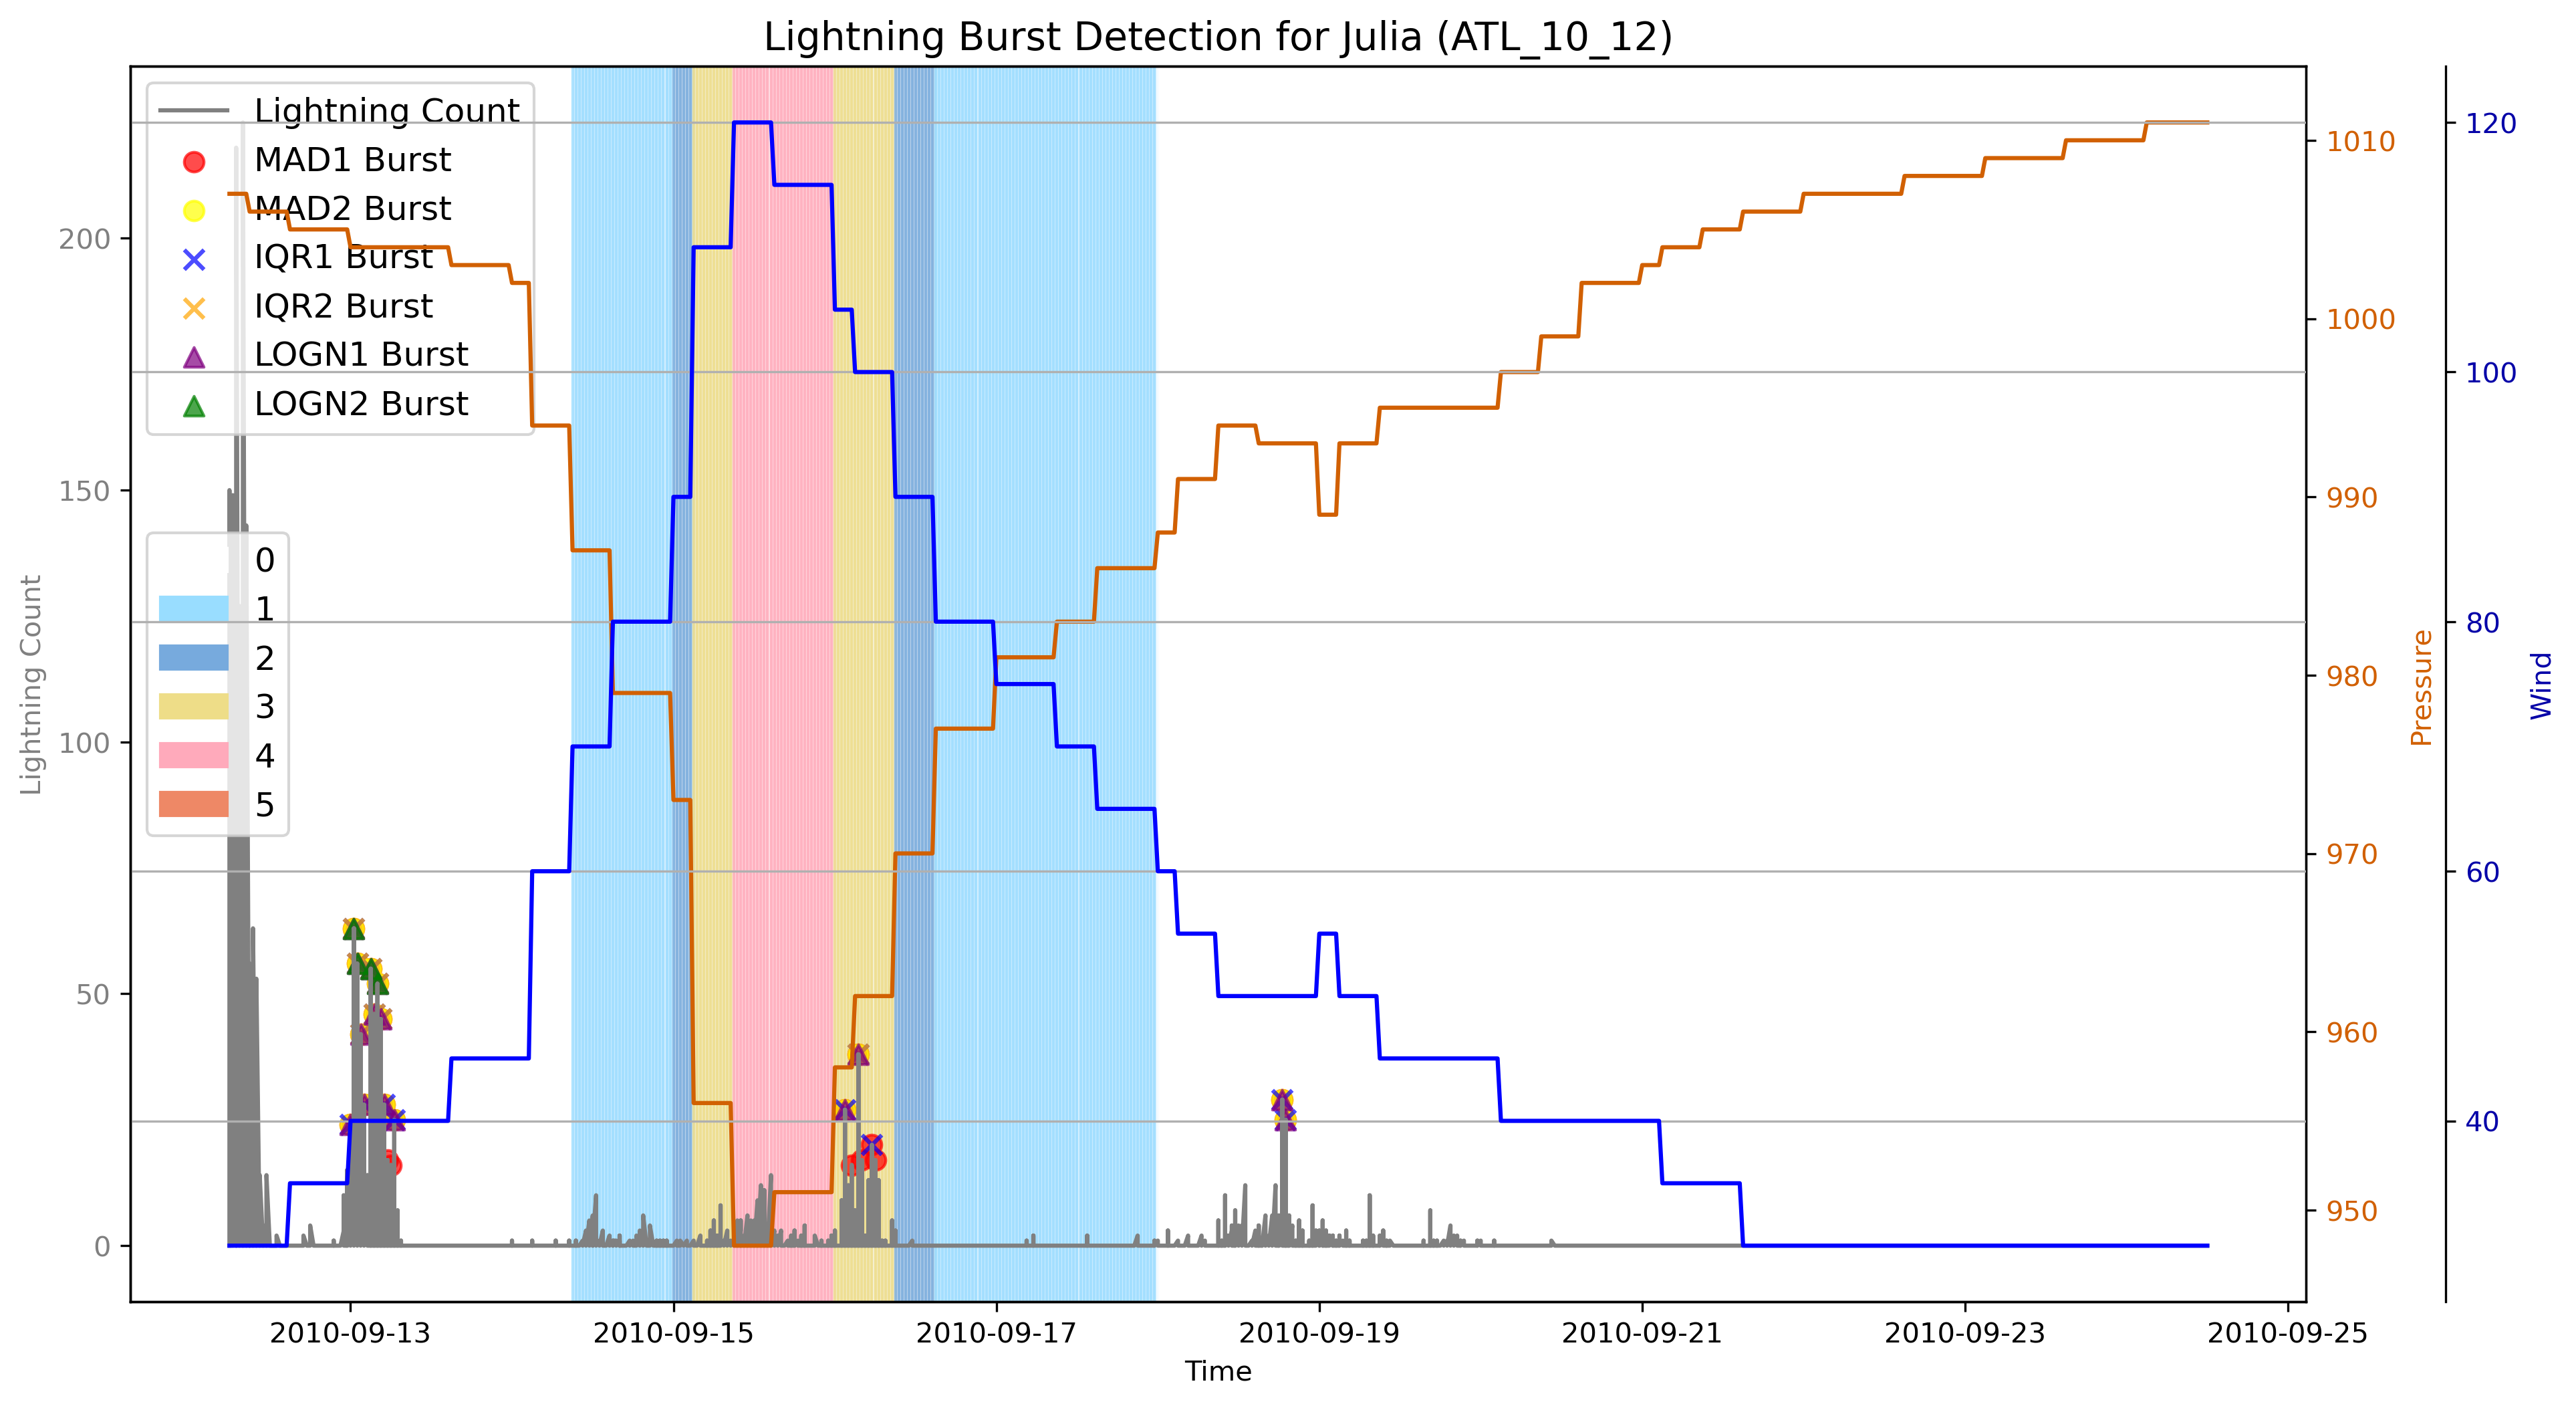 Lightning Burst Detection for Julia (ATL_10_12)
Lightning Count
MAD1 Burst
MAD2 Burst
IQR1 Burst
IQR2 Burst
LOGN1 Burst
LOGN2 Burst
0
1
2
3
4
5
Lightning Count
200
150
100
50
0
1010
1000
990
980
970
960
950
Pressure
120
100
80
60
40
Wind
2010-09-13 2010-09-15 2010-09-17 2010-09-19 2010-09-21 2010-09-23 2010-09-25
Time